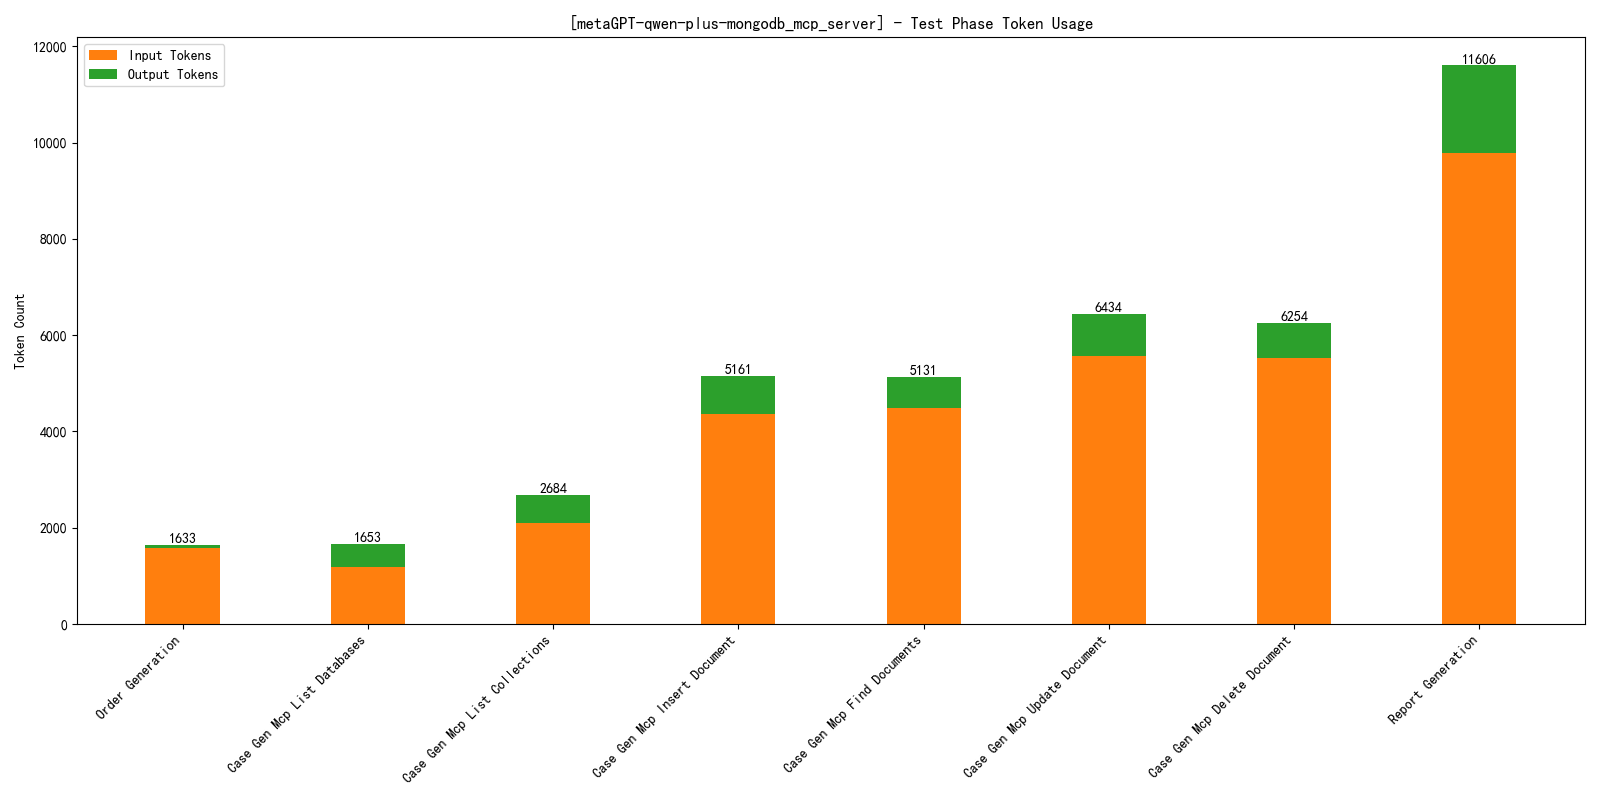 [metaGPT-qwen-plus-mongodb_mcp_server] - Test Phase Token Usage
Input Tokens
Output Tokens
Token Count
12000
10000
8000
6000
4000
2000
0
1633
1653
2684
5161
5131
6434
6254
11606
Order Generation
Case Gen Mcp List Databases
Case Gen Mcp List Collections
Case Gen Mcp Insert Document
Case Gen Mcp Find Documents
Case Gen Mcp Update Document
Case Gen Mcp Delete Document
Report Generation